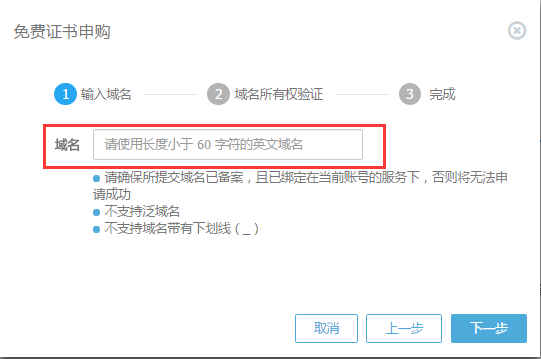 免费证书申购
1 输入域名 2 域名所有权验证 3 完成
域名 请使用长度小于 60 字符的英文域名
请确保所提交域名已备案，且已绑定在当前账号的服务下，否则将无法申
请成功
不支持泛域名
不支持域名带有下划线（_）
取消 上一步 下一步